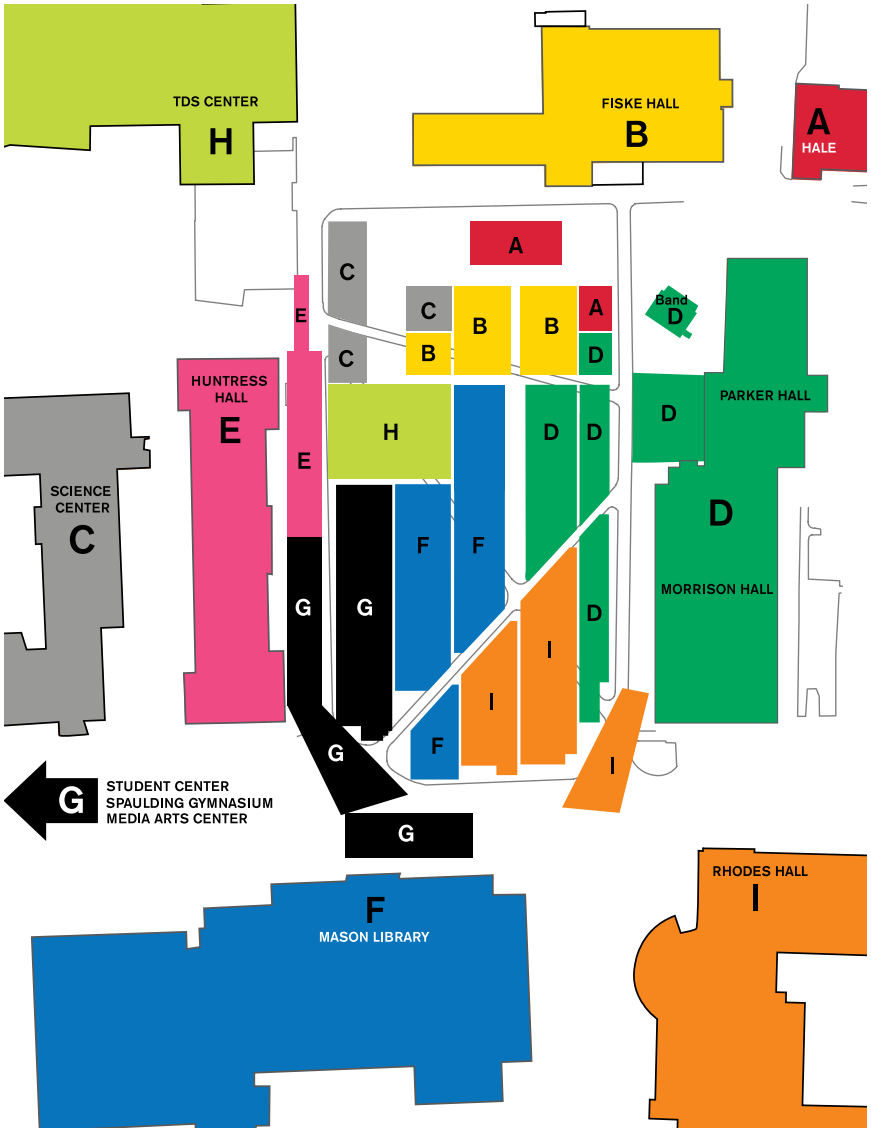 TDS CENTER
H
FISKE HALL
B
A
HALE
A
C
E
C
B
B
A
Band
D
C
B
D
HUNTRESS
HALL
E
PARKER HALL
D
H
D
D
E
SCIENCE
CENTER
C
D
F
F
MORRISON HALL
G
G
D
I
I
F
G
I
G
STUDENT CENTER
SPAULDING GYMNASIUM
MEDIA ARTS CENTER
G
RHODES HALL
I
F
MASON LIBRARY